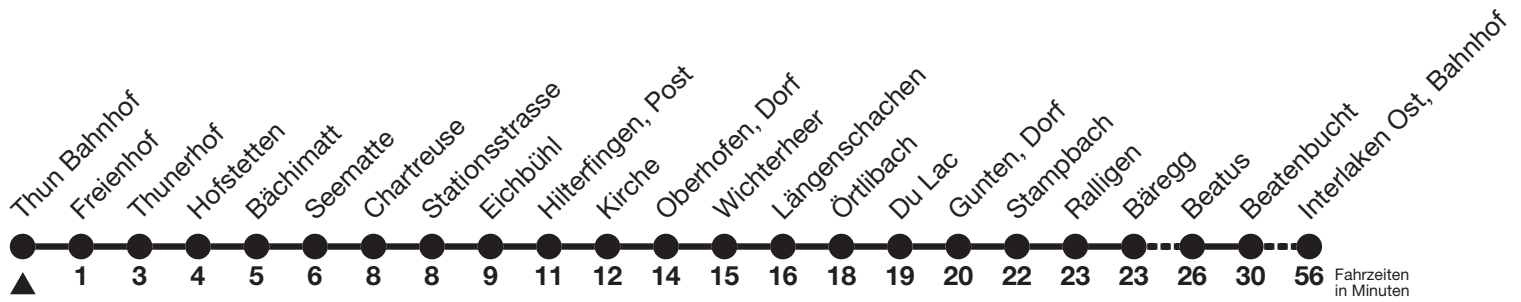 Thun Bahnhof
Freienhof
Thunerhof
Hofstetten
Bächimatt
Seematte
Chartreuse
Stationsstrasse
Eichbühl
Hilterfingen, Post
Kirche
Oberhofen, Dorf
Wichterheer
Längenschachen
Örtlibach
Du Lac
Gunten, Dorf
Stampbach
Ralligen
Bäregg
Beatus
Beatenbucht
Interlaken Ost, Bahnhof
1 3 4 5 6 8 8 9 11 12 14 15 16 18 19 20 22 23 23 26 30 56
Fahrzeiten
in Minuten